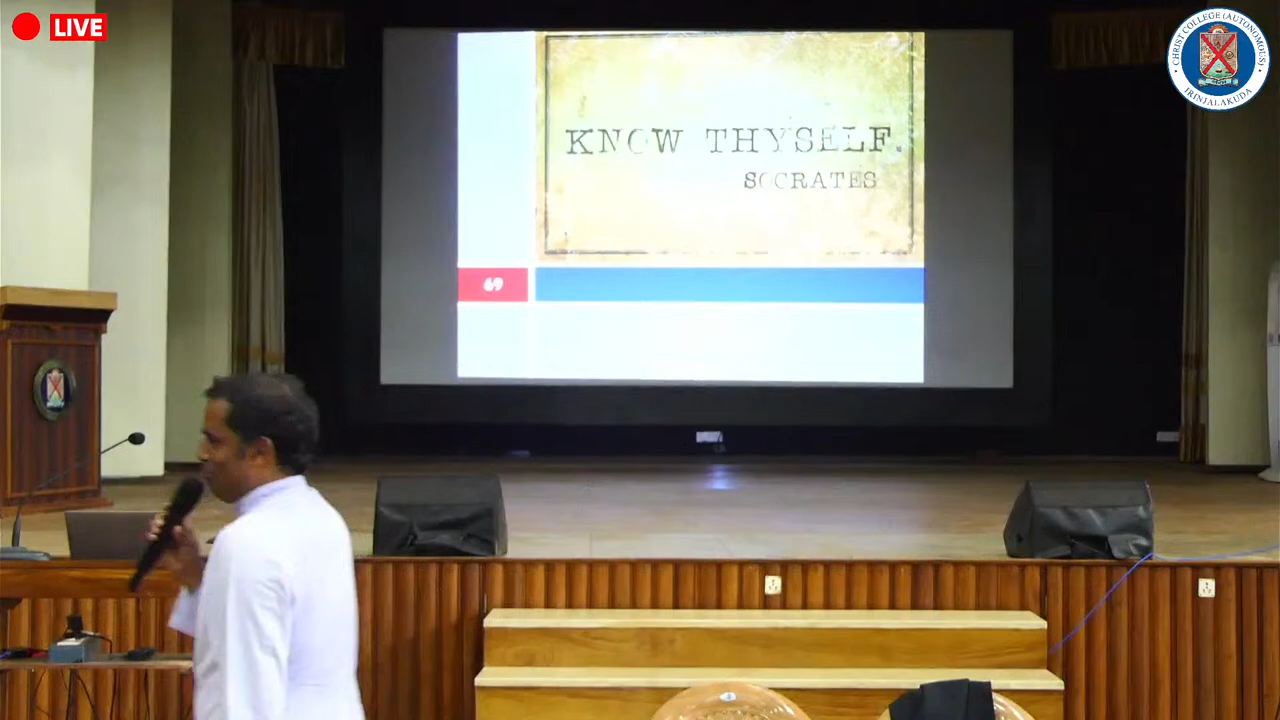 LIVE
CHRIST COLLEGE (AUTONOMOUS)
IRINJALAKUDA
KNOW THYSELF.
SOCRATES
69